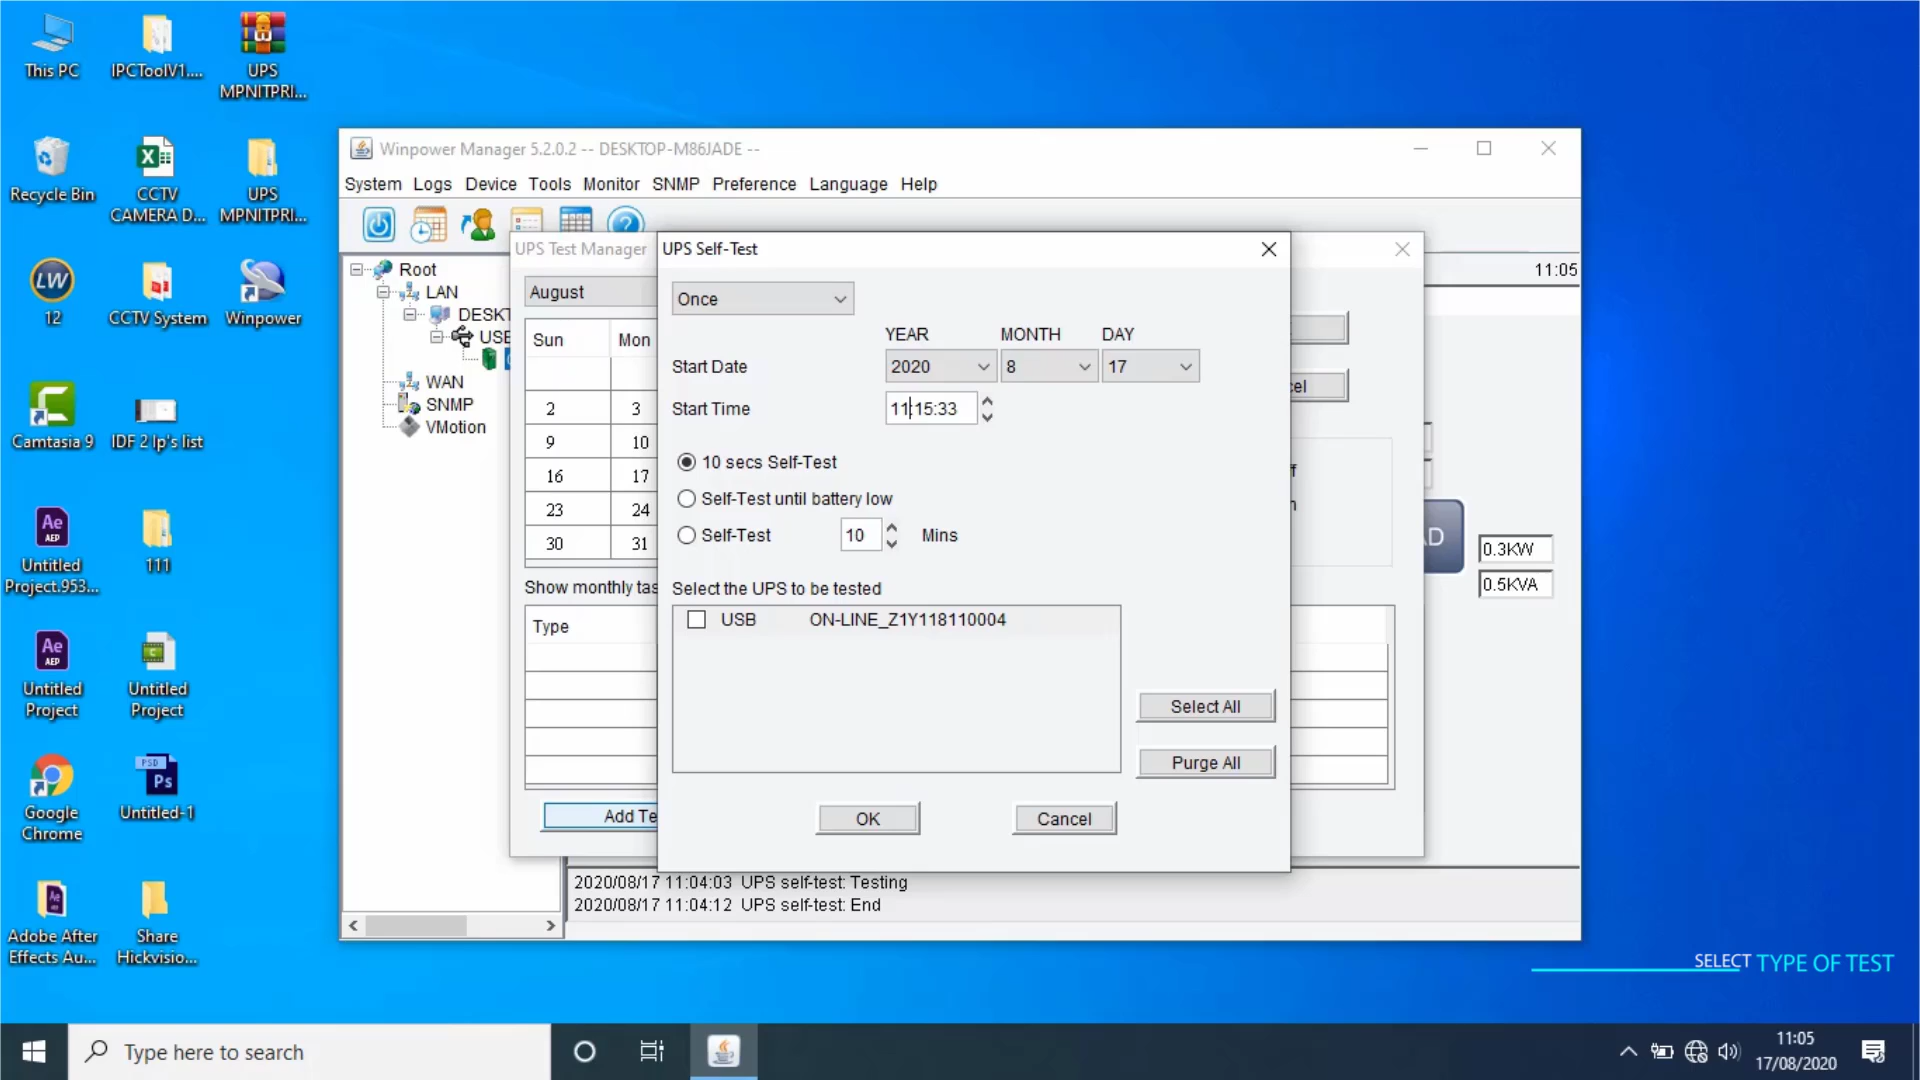 This PC
IPCToolV1....
UPS
MPNITPRI...
Recycle Bin
CCTV
CAMERA D...
UPS
MPNITPRI...
12
CCTV System
Winpower
Camtasia 9
IDF 2 Ip's list
Untitled
Project.953...
111
Untitled
Project
Untitled
Project
Google
Chrome
Untitled-1
Adobe After
Effects Au...
Share
Hickvisio...
Winpower Manager 5.2.0.2 -- DESKTOP-M86JADE --
System Logs Device Tools Monitor SNMP Preference Language Help
11:05
Root
LAN
DESKT
USB
WAN
SNMP
VMotion
UPS Test Manager
August
Sun Mon
2 3
9 10
16 17
23 24
30 31
Show monthly tas
Type
Add Te
UPS Self-Test
Once
YEAR MONTH DAY
Start Date 2020 8 17
Start Time 11:15:33
10 secs Self-Test
Self-Test until battery low
Self-Test 10 Mins
Select the UPS to be tested
USB ON-LINE_Z1Y118110004
Select All
Purge All
OK Cancel
cel
0.3KW
0.5KVA
2020/08/17 11:04:03 UPS self-test: Testing
2020/08/17 11:04:12 UPS self-test: End
SELECT TYPE OF TEST
Type here to search
11:05
17/08/2020